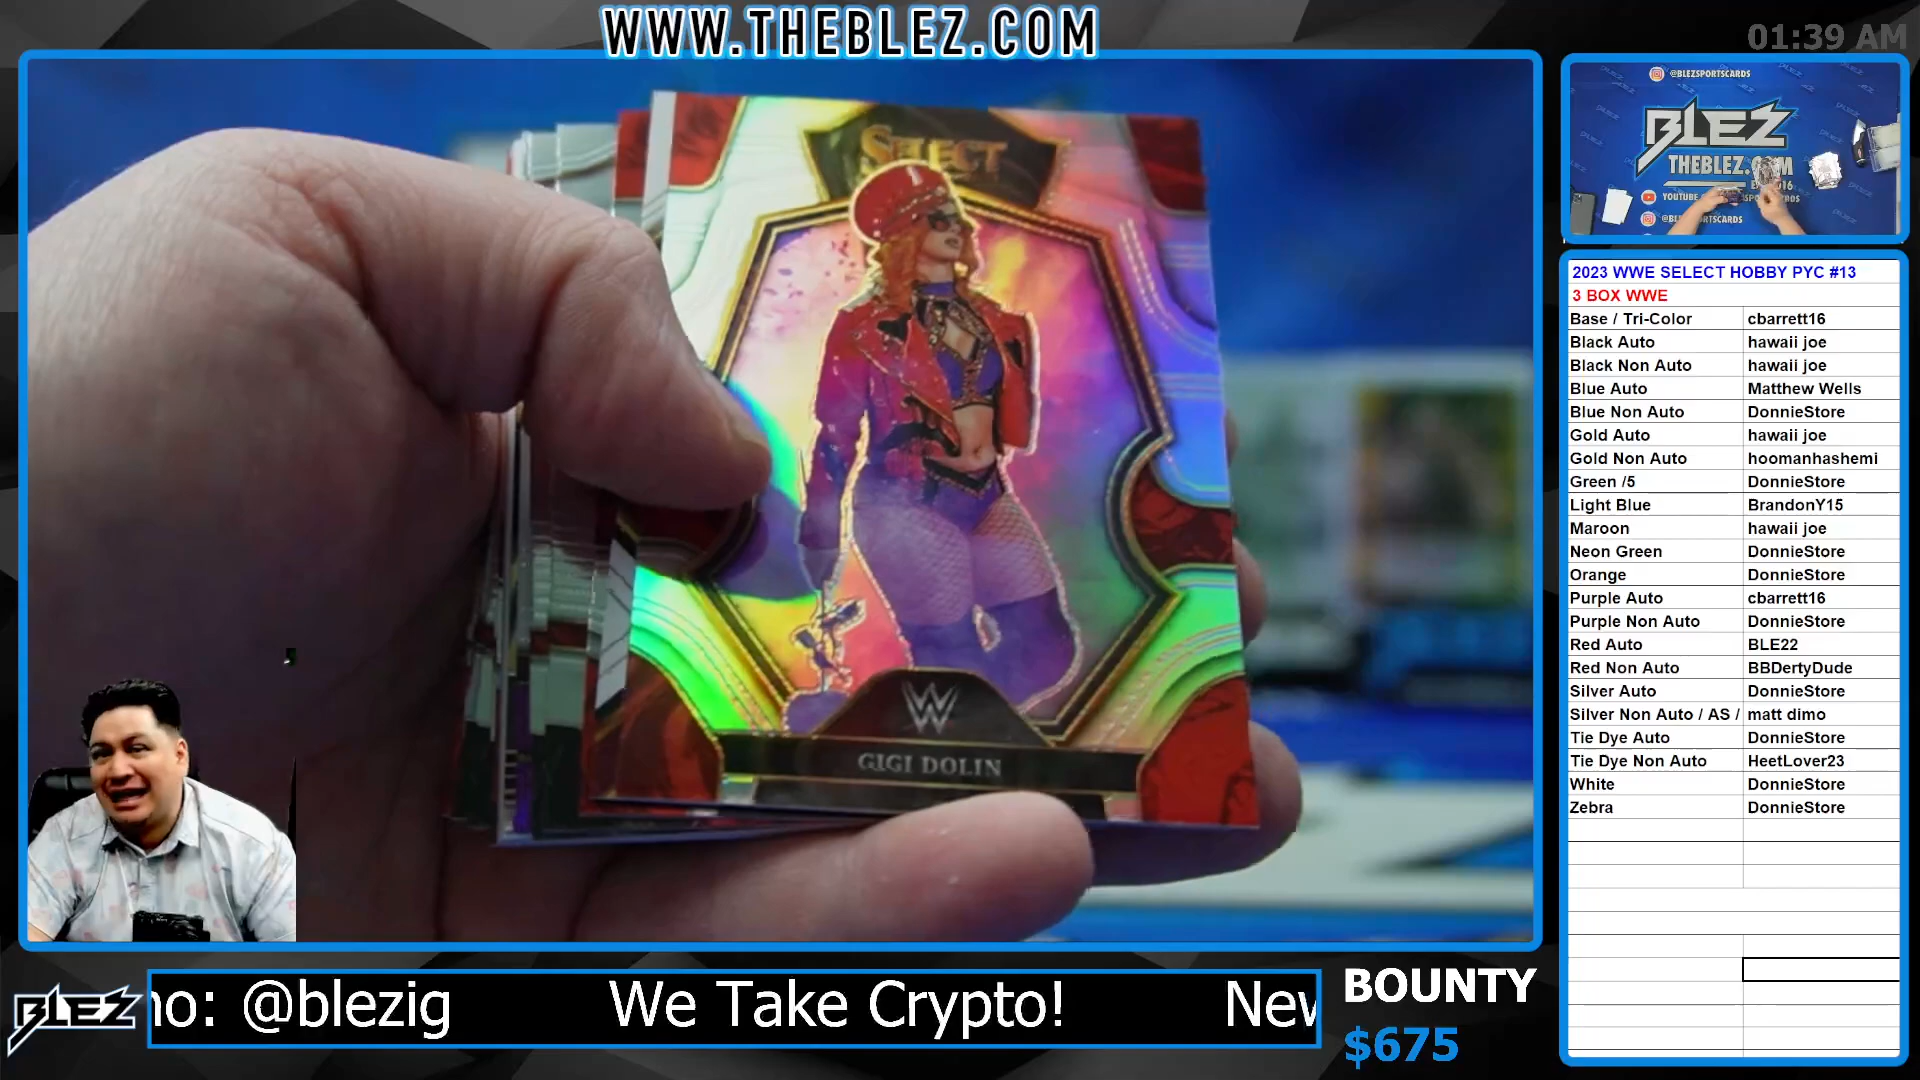 WWW.THEBLEZ.COM
01:39 AM
SELECT
GIGI DOLIN
@BLEZSPORTSCARDS
BLEZ
THEBLEZ.COM
YOUTUBE
2023 WWE SELECT HOBBY PYC #13
3 BOX WWE
Base / Tri-Color cbarrett16
Black Auto hawaii joe
Black Non Auto hawaii joe
Blue Auto Matthew Wells
Blue Non Auto DonnieStore
Gold Auto hawaii joe
Gold Non Auto hoomanhashemi
Green /5 DonnieStore
Light Blue BrandonY15
Maroon hawaii joe
Neon Green DonnieStore
Orange DonnieStore
Purple Auto cbarrett16
Purple Non Auto DonnieStore
Red Auto BLE22
Red Non Auto BBDertyDude
Silver Auto DonnieStore
Silver Non Auto / AS / matt dimo
Tie Dye Auto DonnieStore
Tie Dye Non Auto HeetLover23
White DonnieStore
Zebra DonnieStore
BLEZ
no: @blezig We Take Crypto! New
BOUNTY
$675